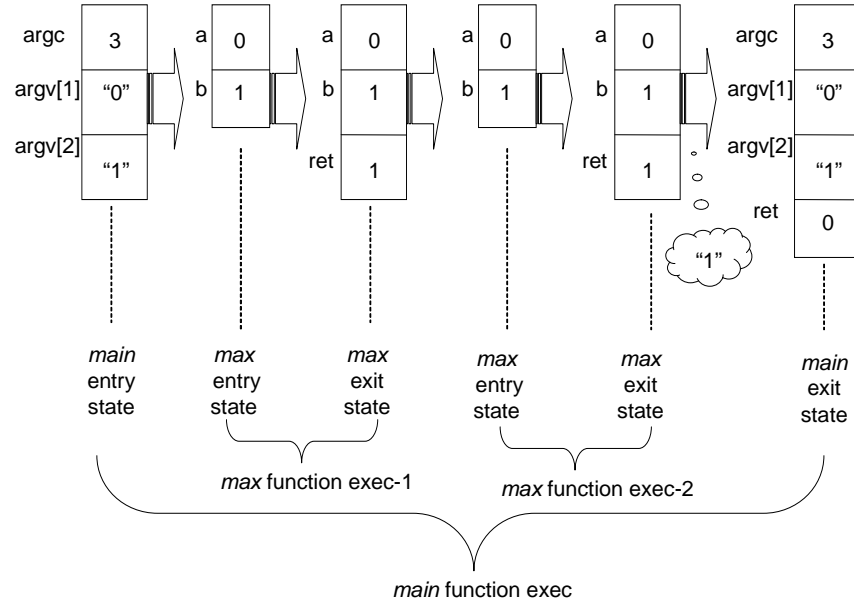 argc 3
argv[1] “0”
argv[2] “1”
a 0
b 1
a 0
b 1
ret 1
a 0
b 1
a 0
b 1
ret 1
argc 3
argv[1] “0”
argv[2] “1”
ret 0
“1”
main
entry
state
max
entry
state
max
exit
state
max
entry
state
max
exit
state
main
exit
state
max function exec-1
max function exec-2
main function exec